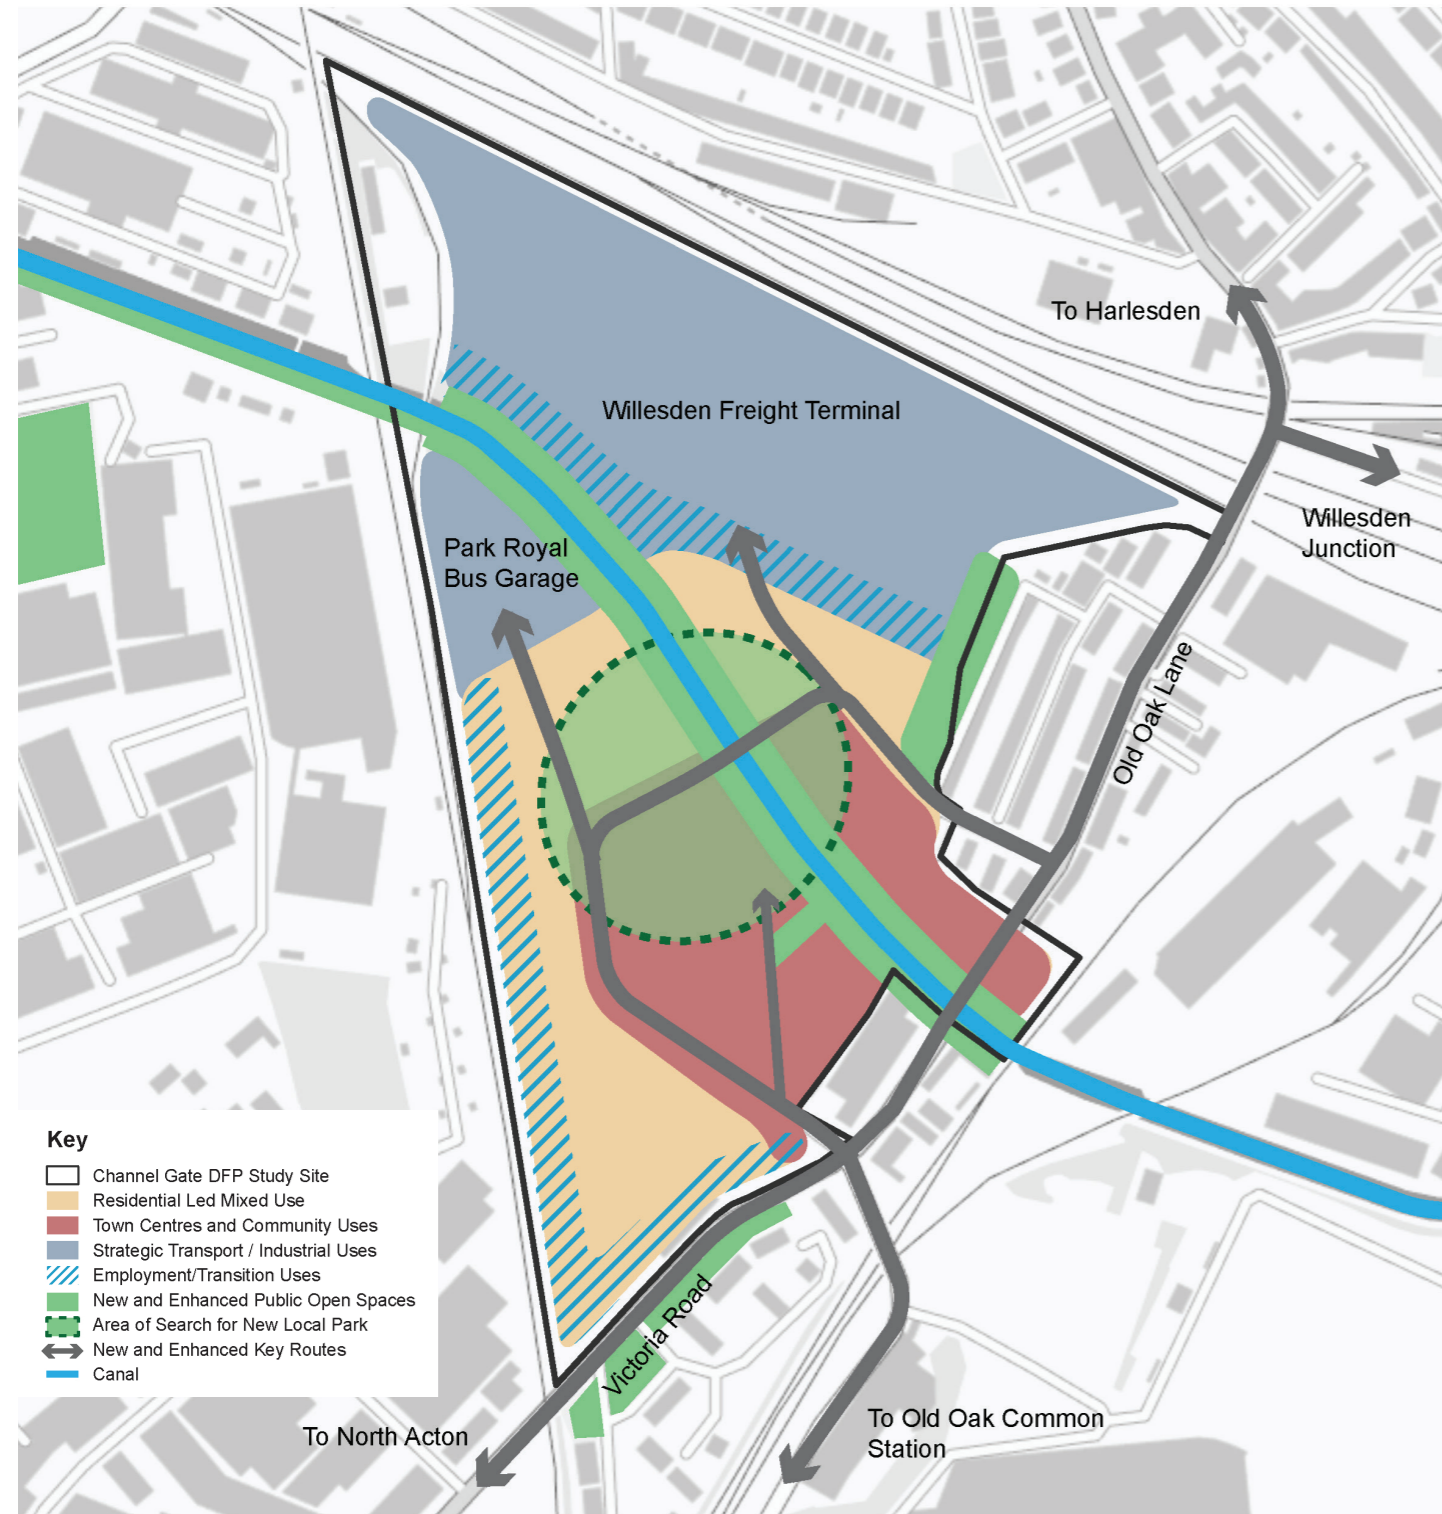 To Harlesden
Willesden Freight Terminal
Willesden
Junction
Park Royal
Bus Garage
Old Oak Lane
Key
Channel Gate DFP Study Site
Residential Led Mixed Use
Town Centres and Community Uses
Strategic Transport / Industrial Uses
Employment/Transition Uses
New and Enhanced Public Open Spaces
Area of Search for New Local Park
New and Enhanced Key Routes
Canal
Victoria Road
To North Acton
To Old Oak Common
Station